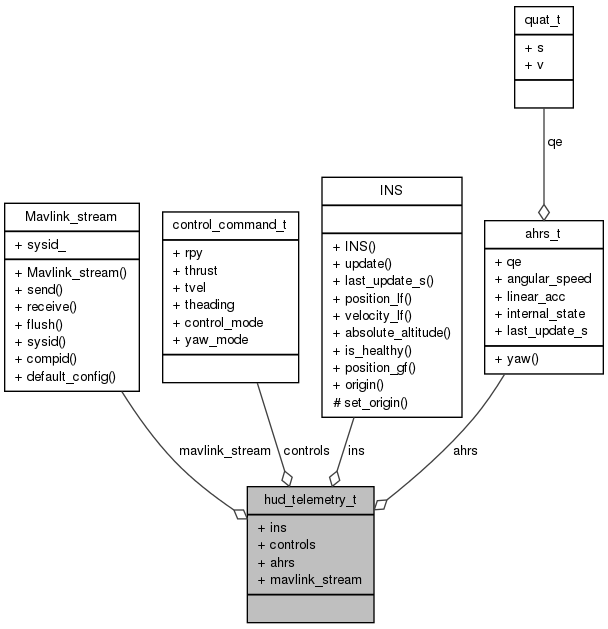 quat_t
+ s
+ v
qe
Mavlink_stream
+ sysid_
+ Mavlink_stream()
+ send()
+ receive()
+ flush()
+ sysid()
+ compid()
+ default_config()
control_command_t
+ rpy
+ thrust
+ tvel
+ theading
+ control_mode
+ yaw_mode
INS
+ INS()
+ update()
+ last_update_s()
+ position_lf()
+ velocity_lf()
+ absolute_altitude()
+ is_healthy()
+ position_gf()
+ origin()
# set_origin()
ahrs_t
+ qe
+ angular_speed
+ linear_acc
+ internal_state
+ last_update_s
+ yaw()
mavlink_stream
controls
ins
ahrs
hud_telemetry_t
+ ins
+ controls
+ ahrs
+ mavlink_stream